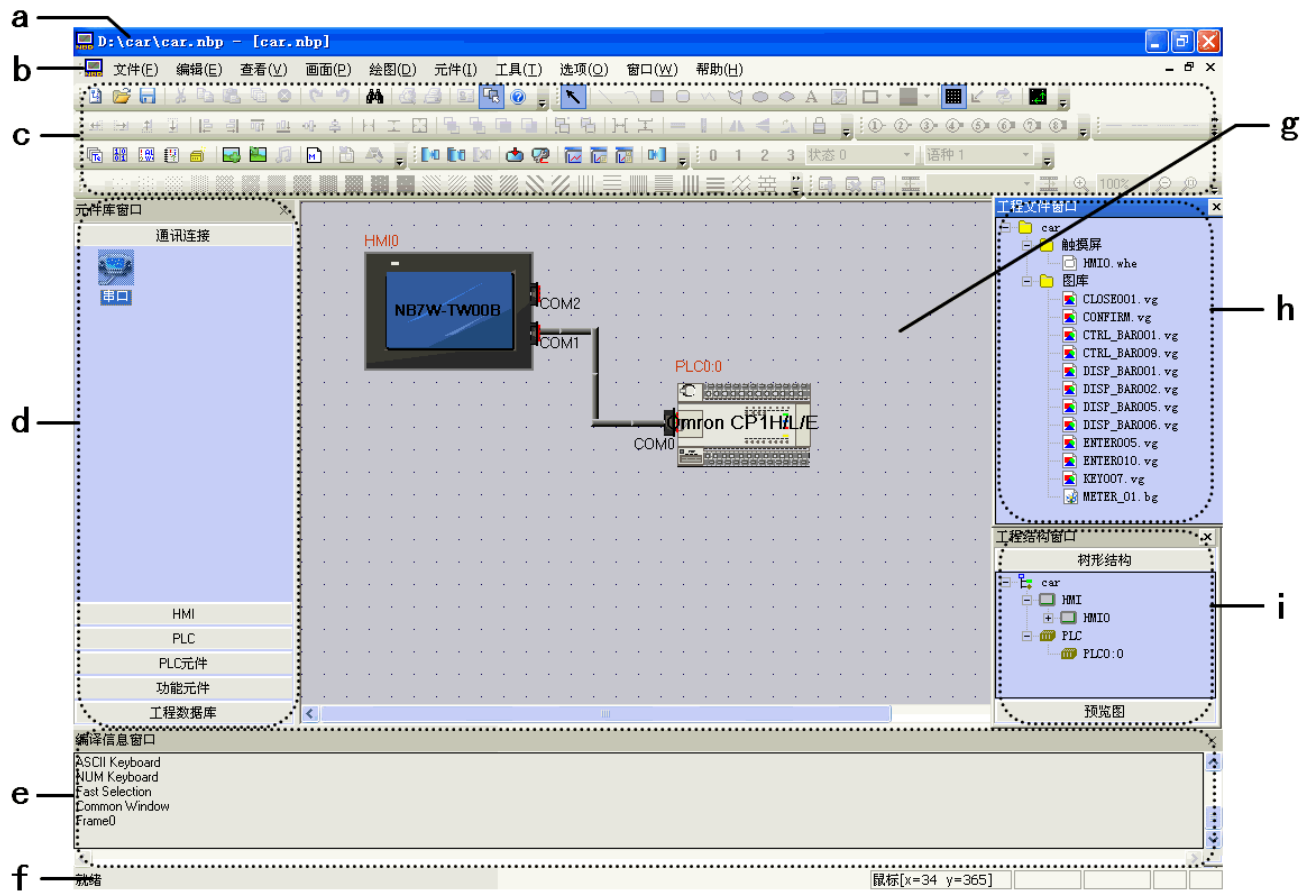 a
D:\car\car.nbp - [car.nbp]
b
文件(F) 编辑(E) 查看(V) 画面(P) 绘图(D) 元件(I) 工具(T) 选项(O) 窗口(W) 帮助(H)
c
0 1 2 3 状态 0 语种 1
100%
g
元件库窗口
通讯连接
串口
HMI
PLC
PLC元件
功能元件
工程数据库
d
HMI0
NB7W-TW00B
COM2
COM1
PLC0:0
Omron CP1H/L/E
COM0
工程文件窗口
car
触摸屏
HMI0.whe
图库
CLOSE001.vg
CONFIRM.vg
CTRL_BAR001.vg
CTRL_BAR009.vg
DISP_BAR001.vg
DISP_BAR002.vg
DISP_BAR005.vg
DISP_BAR006.vg
ENTER005.vg
ENTER010.vg
KEY007.vg
METER_01.bg
h
工程结构窗口
树形结构
car
HMI
HMI0
PLC
PLC0:0
预览图
i
编译信息窗口
ASCII Keyboard
NUM Keyboard
Fast Selection
Common Window
Frame0
e
f
就绪
鼠标[x=34 y=365]